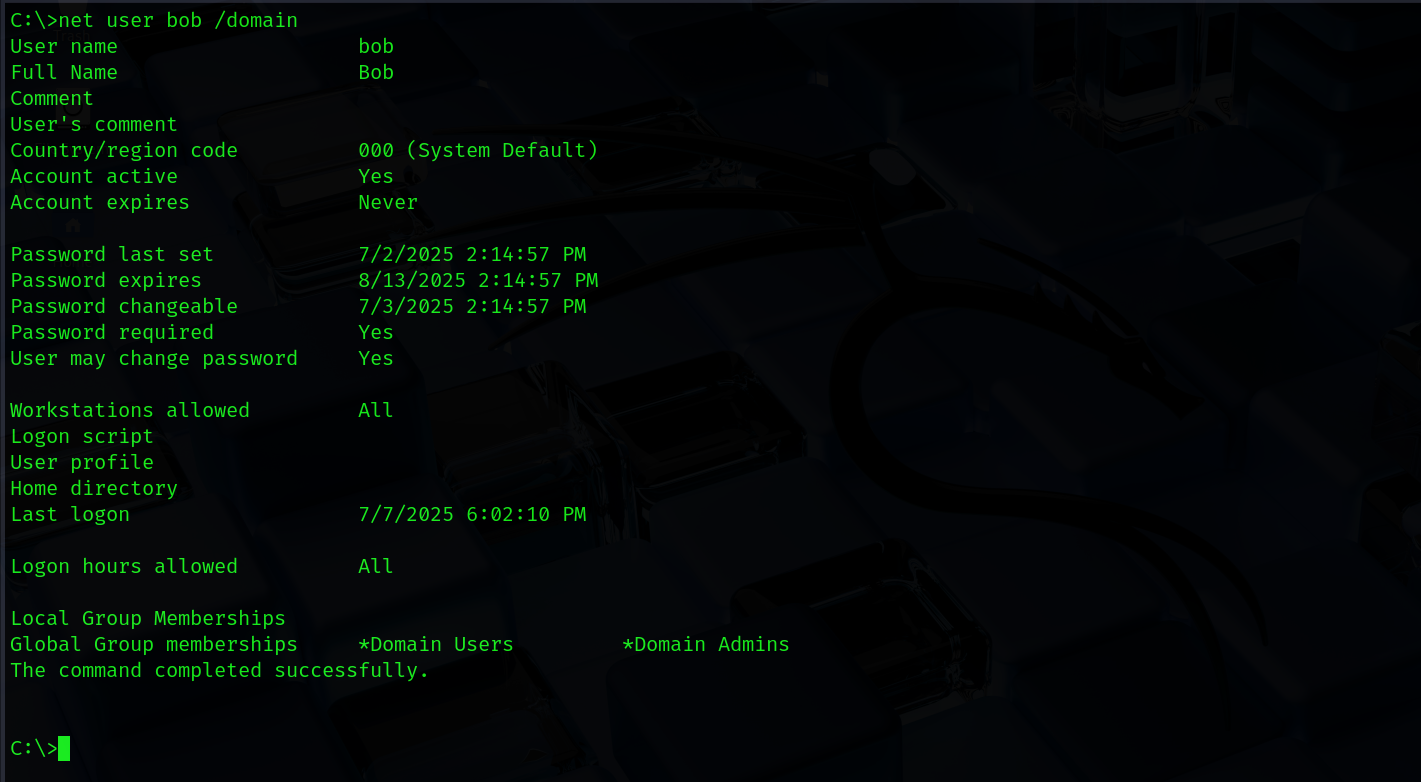 C:\>net user bob /domain
User name                    bob
Full Name                    Bob
Comment
User's comment
Country/region code          000 (System Default)
Account active               Yes
Account expires              Never

Password last set            7/2/2025 2:14:57 PM
Password expires             8/13/2025 2:14:57 PM
Password changeable          7/3/2025 2:14:57 PM
Password required            Yes
User may change password     Yes

Workstations allowed         All
Logon script
User profile
Home directory
Last logon                   7/7/2025 6:02:10 PM

Logon hours allowed          All

Local Group Memberships
Global Group memberships     *Domain Users         *Domain Admins
The command completed successfully.

C:\>